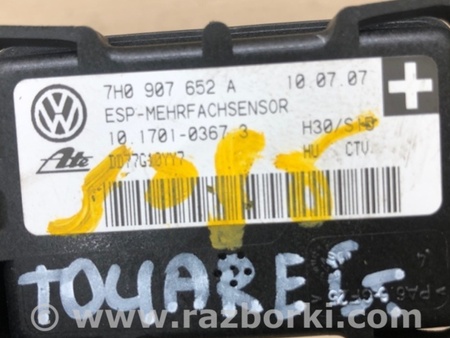 7H0 907 652 A 10.07.07
ESP-MEHRFACHSENSOR
10.1701-0367.3 H30/
Ate HU CTV.
TOUAREG
www.razborki.com